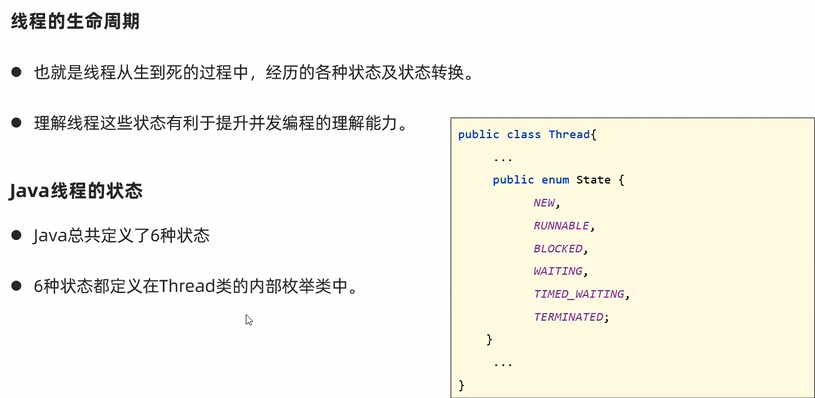 线程的生命周期
● 也就是线程从生到死的过程中，经历的各种状态及状态转换。
● 理解线程这些状态有利于提升并发编程的理解能力。
Java线程的状态
● Java总共定义了6种状态
● 6种状态都定义在Thread类的内部枚举类中。
public class Thread{
...
public enum State {
NEW,
RUNNABLE,
BLOCKED,
WAITING,
TIMED_WAITING,
TERMINATED;
}
...
}